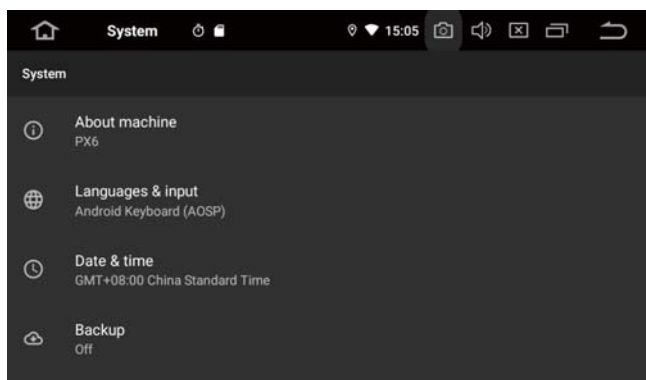 System
15:05
System
About machine
PX6
Languages & input
Android Keyboard (AOSP)
Date & time
GMT+08:00 China Standard Time
Backup
Off